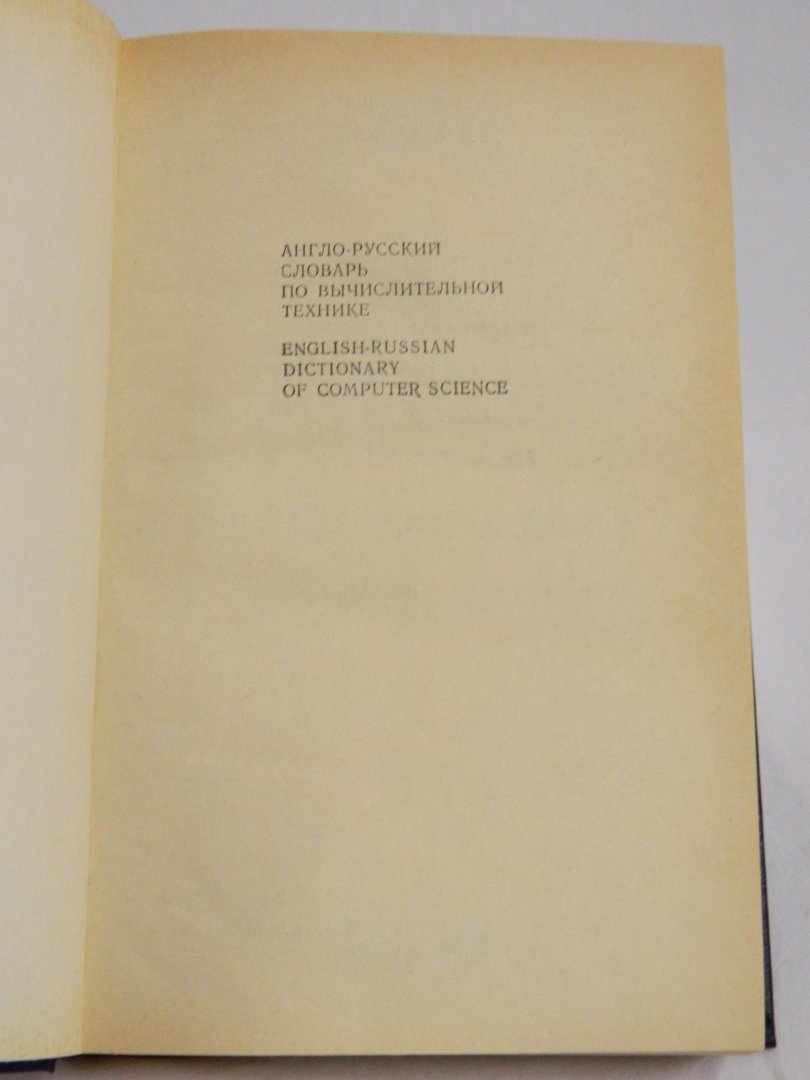 АНГЛО-РУССКИЙ
СЛОВАРЬ
ПО ВЫЧИСЛИТЕЛЬНОЙ
ТЕХНИКЕ
ENGLISH-RUSSIAN
DICTIONARY
OF COMPUTER SCIENCE